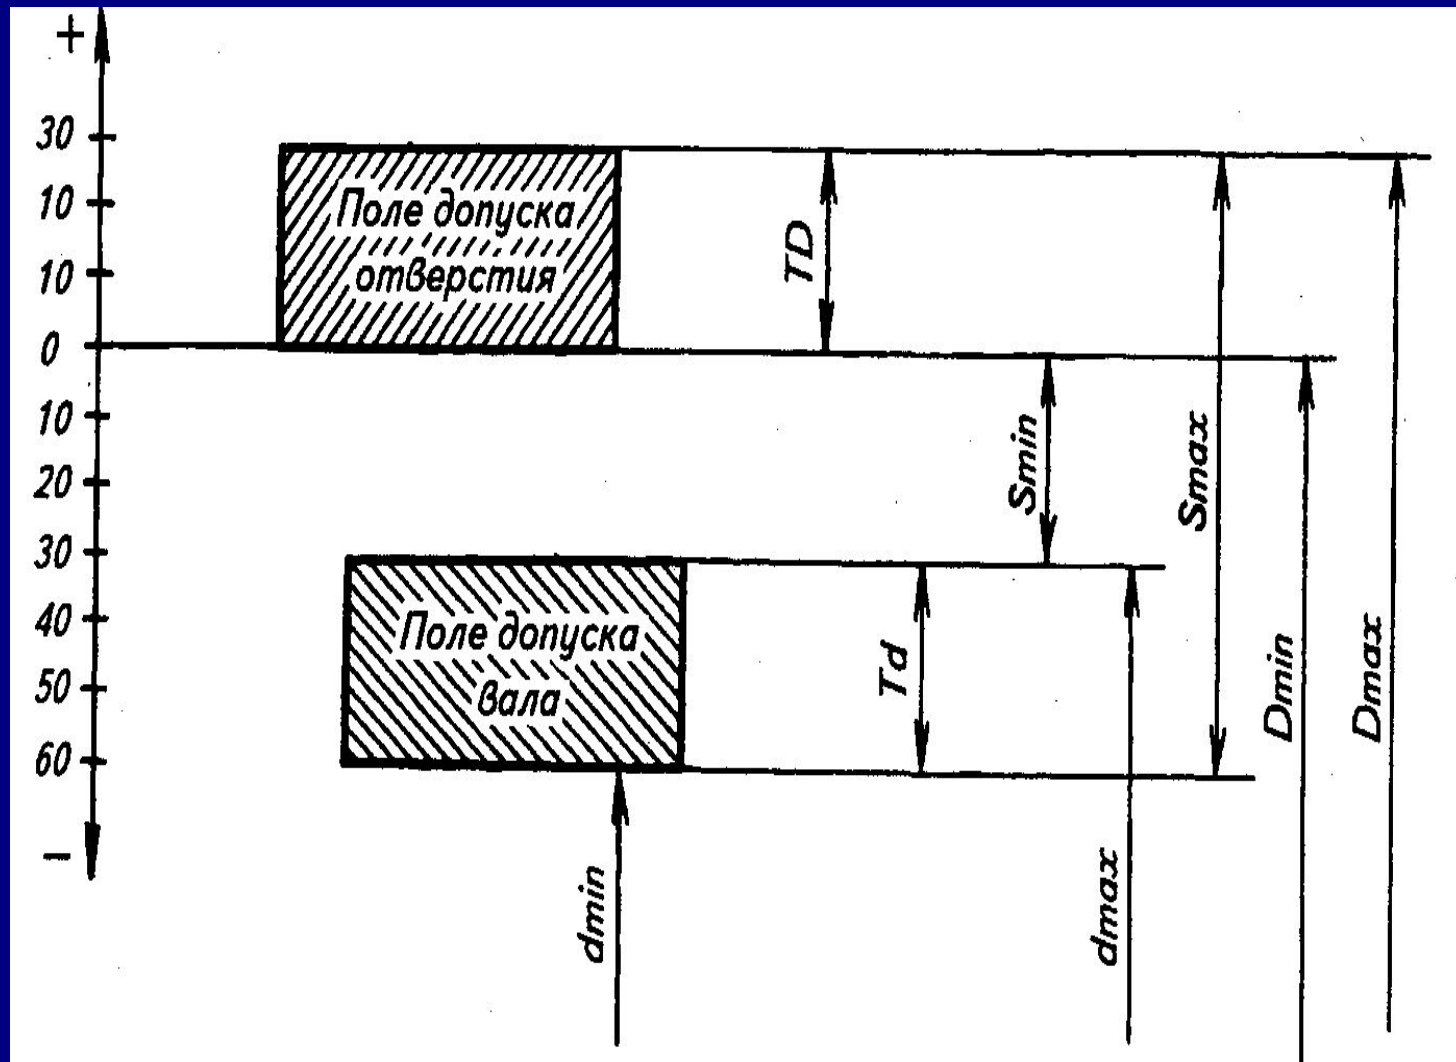 +
30
10
10
0
10
20
30
40
50
60
−
Поле допуска
отверстия
TD
Smin
Smax
Dmin
Dmax
Поле допуска
вала
Td
dmin
dmax